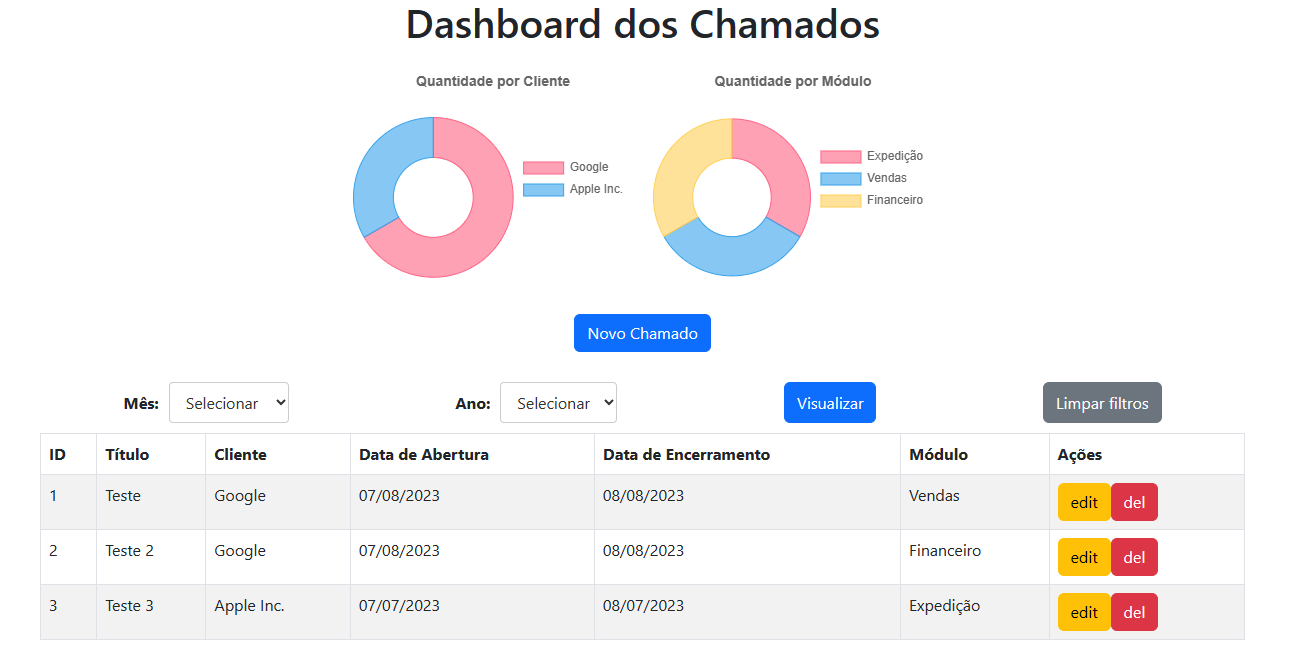 Dashboard dos Chamados
Quantidade por Cliente
Google
Apple Inc.
Quantidade por Módulo
Expedição
Vendas
Financeiro
Novo Chamado
Mês: Selecionar Ano: Selecionar Visualizar Limpar filtros
ID Título Cliente Data de Abertura Data de Encerramento Módulo Ações
1 Teste Google 07/08/2023 08/08/2023 Vendas edit del
2 Teste 2 Google 07/08/2023 08/08/2023 Financeiro edit del
3 Teste 3 Apple Inc. 07/07/2023 08/07/2023 Expedição edit del